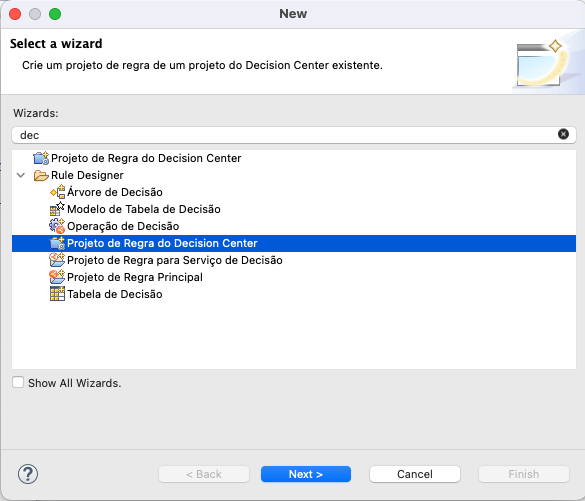 New
Select a wizard
Crie um projeto de regra de um projeto do Decision Center existente.
Wizards:
dec
Projeto de Regra do Decision Center
Rule Designer
Árvore de Decisão
Modelo de Tabela de Decisão
Operação de Decisão
Projeto de Regra do Decision Center
Projeto de Regra para Serviço de Decisão
Projeto de Regra Principal
Tabela de Decisão
Show All Wizards.
?
< Back
Next >
Cancel
Finish